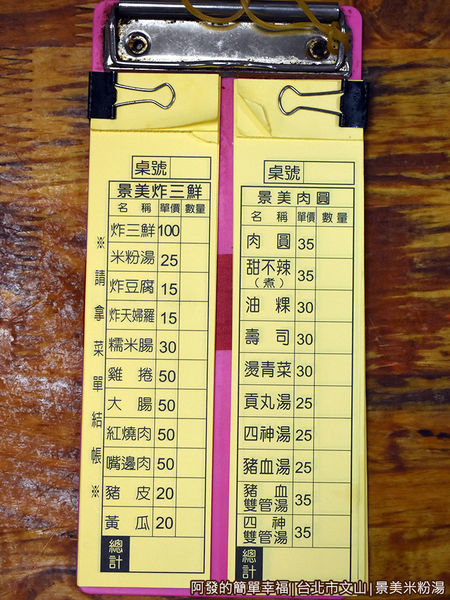 桌號
景美炸三鮮
名稱 單價 數量
炸三鮮 100
米粉湯 25
炸豆腐 15
炸天婦羅 15
糯米腸 30
雞捲 50
大腸 50
紅燒肉 50
嘴邊肉 50
豬皮 20
黃瓜 20
總計
※請拿菜單結帳※
桌號
景美肉圓
名稱 單價 數量
肉圓 35
甜不辣(煮) 35
油粿 30
壽司 30
燙青菜 30
貢丸湯 25
四神湯 25
豬血湯 25
豬血雙管湯 35
四神雙管湯 35
總計
阿發的簡單幸福||台北市文山|景美米粉湯